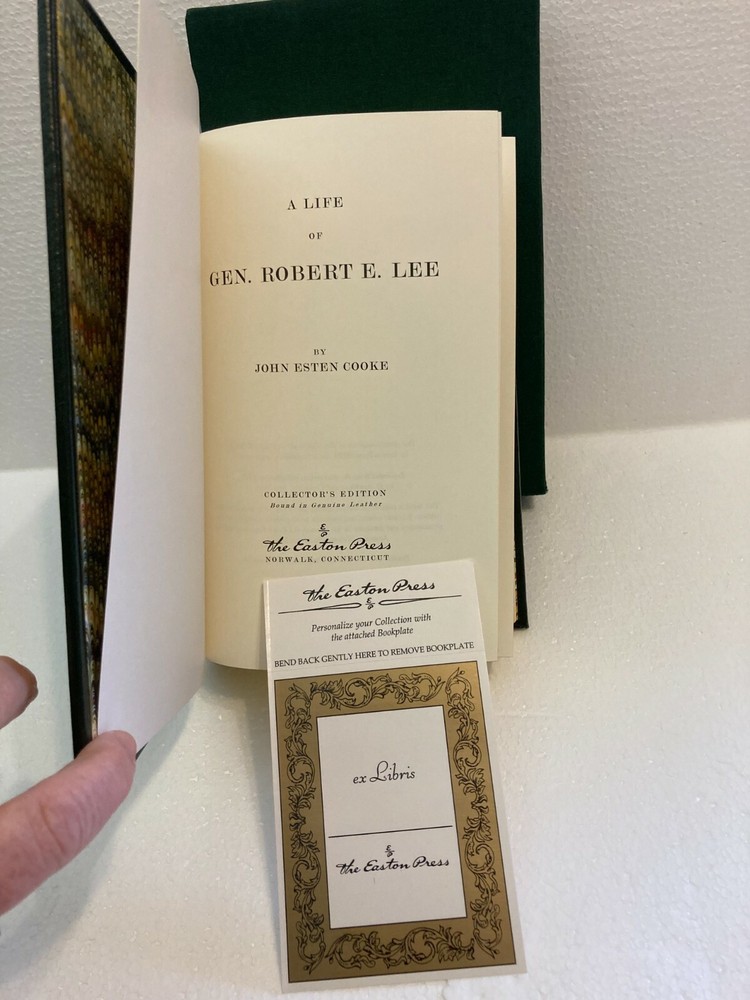 A LIFE
OF
GEN. ROBERT E. LEE
BY
JOHN ESTEN COOKE
COLLECTOR'S EDITION
Bound in Genuine Leather
E/P
The Easton Press
NORWALK, CONNECTICUT
The Easton Press
E/P
Personalize your Collection with
the attached Bookplate
BEND BACK GENTLY HERE TO REMOVE BOOKPLATE
ex Libris
E/P
The Easton Press